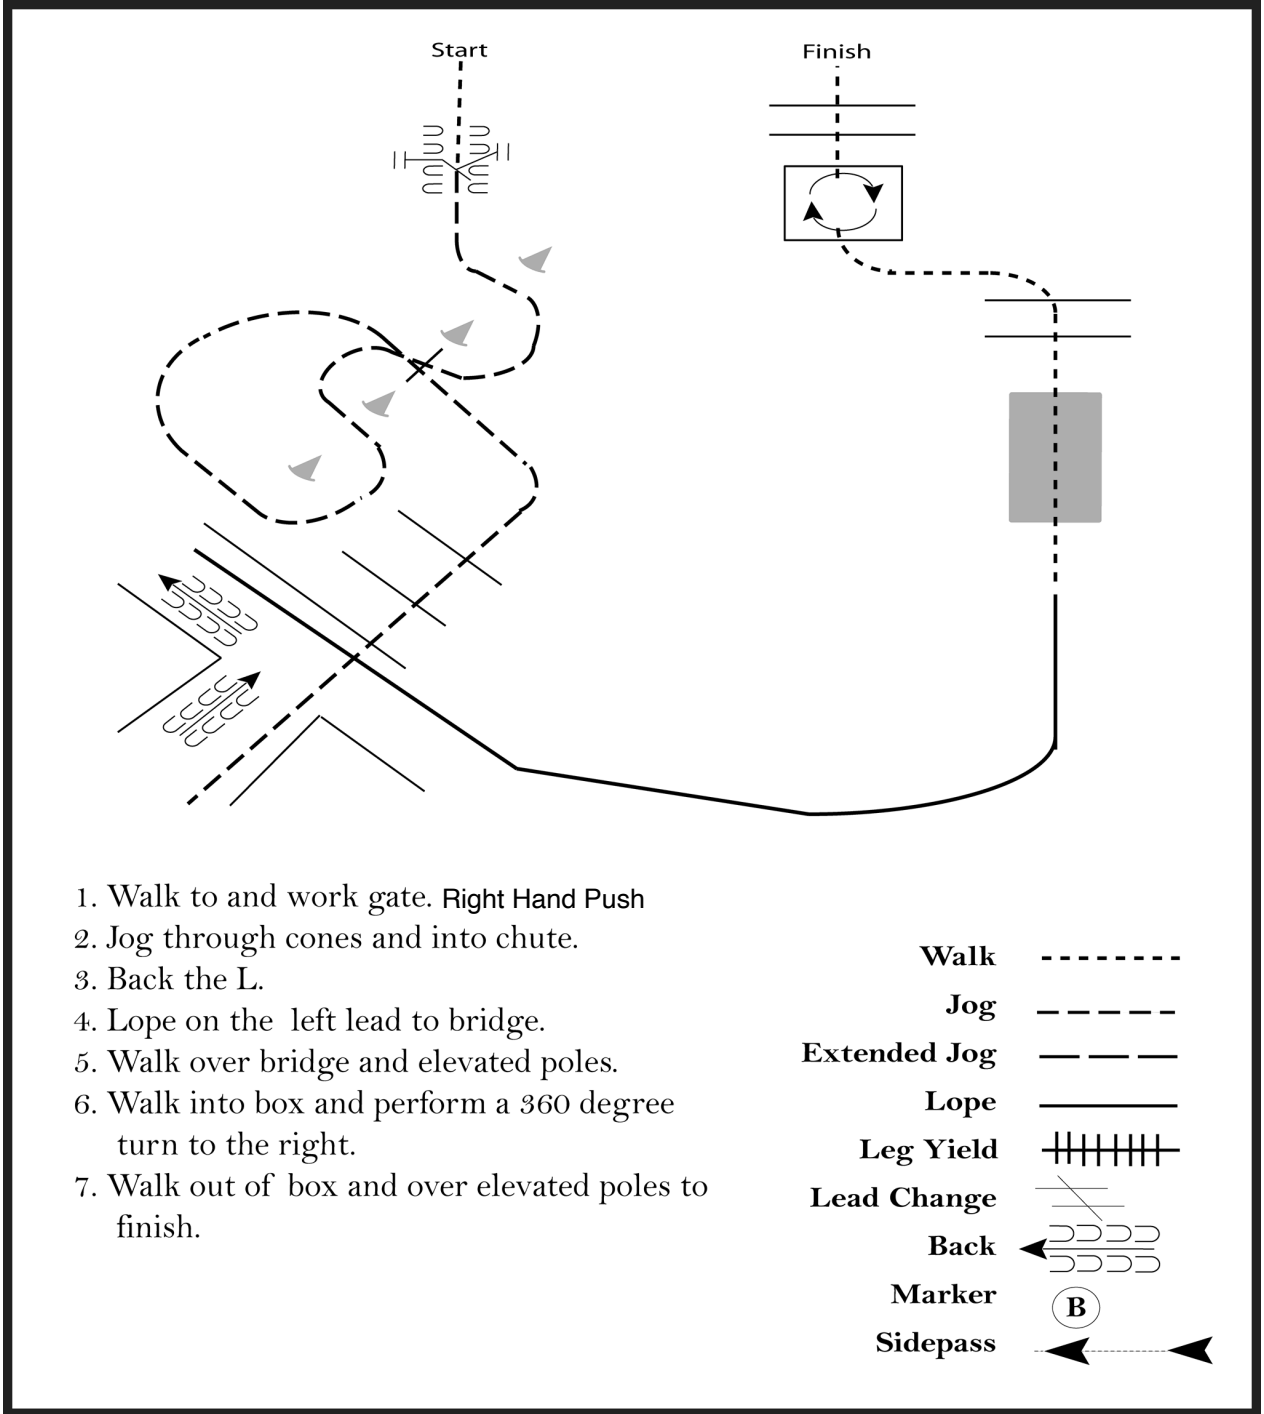 Start
Finish
1. Walk to and work gate. Right Hand Push
2. Jog through cones and into chute.
3. Back the L.
4. Lope on the left lead to bridge.
5. Walk over bridge and elevated poles.
6. Walk into box and perform a 360 degree
turn to the right.
7. Walk out of box and over elevated poles to
finish.
Walk
Jog
Extended Jog
Lope
Leg Yield
Lead Change
Back
Marker B
Sidepass